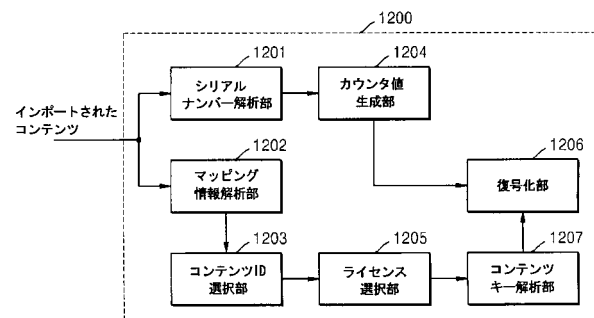 1200
1201
シリアル
ナンバー解析部
1204
カウンタ値
生成部
インポートされた
コンテンツ
1202
マッピング
情報解析部
1206
復号化部
1203
コンテンツID
選択部
1205
ライセンス
選択部
1207
コンテンツ
キー解析部